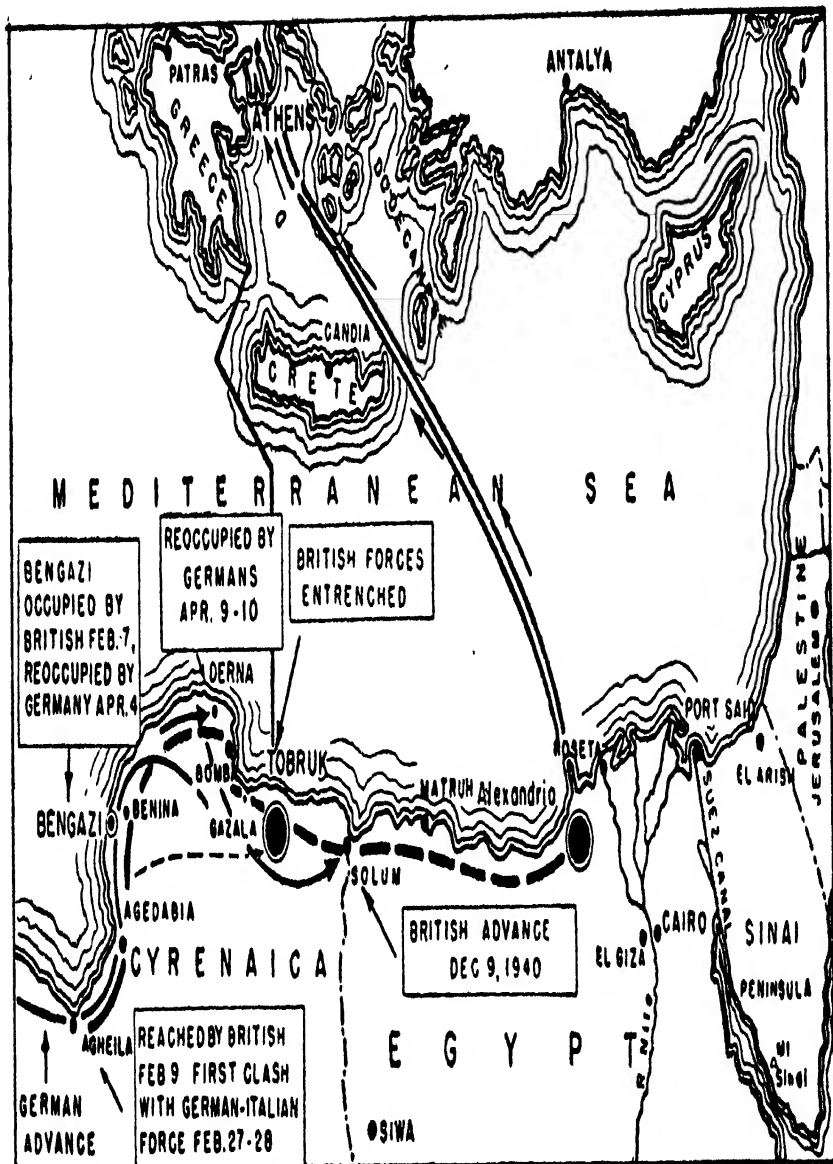 PATRAS
GREECE
ATHENS
ANTALYA
CYPRUS
CANDIA
CRETE
MEDITERRANEAN SEA
BENGAZI
OCCUPIED BY
BRITISH FEB. 7,
REOCCUPIED BY
GERMANY APR. 4
REOCCUPIED BY
GERMANS
APR. 9-10
BRITISH FORCES
ENTRENCHED
PALESTINE
JERUSALEM
DERNA
BOMBA
TOBRUK
MATRUH
Alexandria
ROSETA
PORT SAID
EL ARISH
SUEZ CANAL
BENGAZI
BENINA
GAZALA
SOLUM
AGEDABIA
CYRENAICA
BRITISH ADVANCE
DEC 9, 1940
EL GIZA
CAIRO
SINAI
PENINSULA
R. Nile
EGYPT
AGHEILA
REACHED BY BRITISH
FEB 9 FIRST CLASH
WITH GERMAN-ITALIAN
FORCE FEB. 27-28
GERMAN
ADVANCE
SIWA